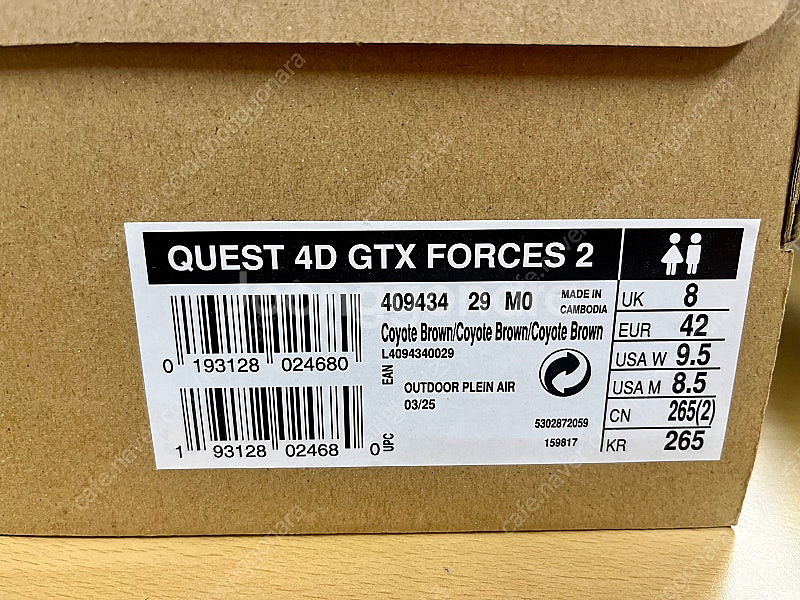 QUEST 4D GTX FORCES 2
409434 29 M0
MADE IN
CAMBODIA
Coyote Brown/Coyote Brown/Coyote Brown
L4094340029
EAN
0 193128 024680
OUTDOOR PLEIN AIR
03/25
5302872059
159817
UPC
1 93128 02468 0
UK 8
EUR 42
USA W 9.5
USA M 8.5
CN 265(2)
KR 265